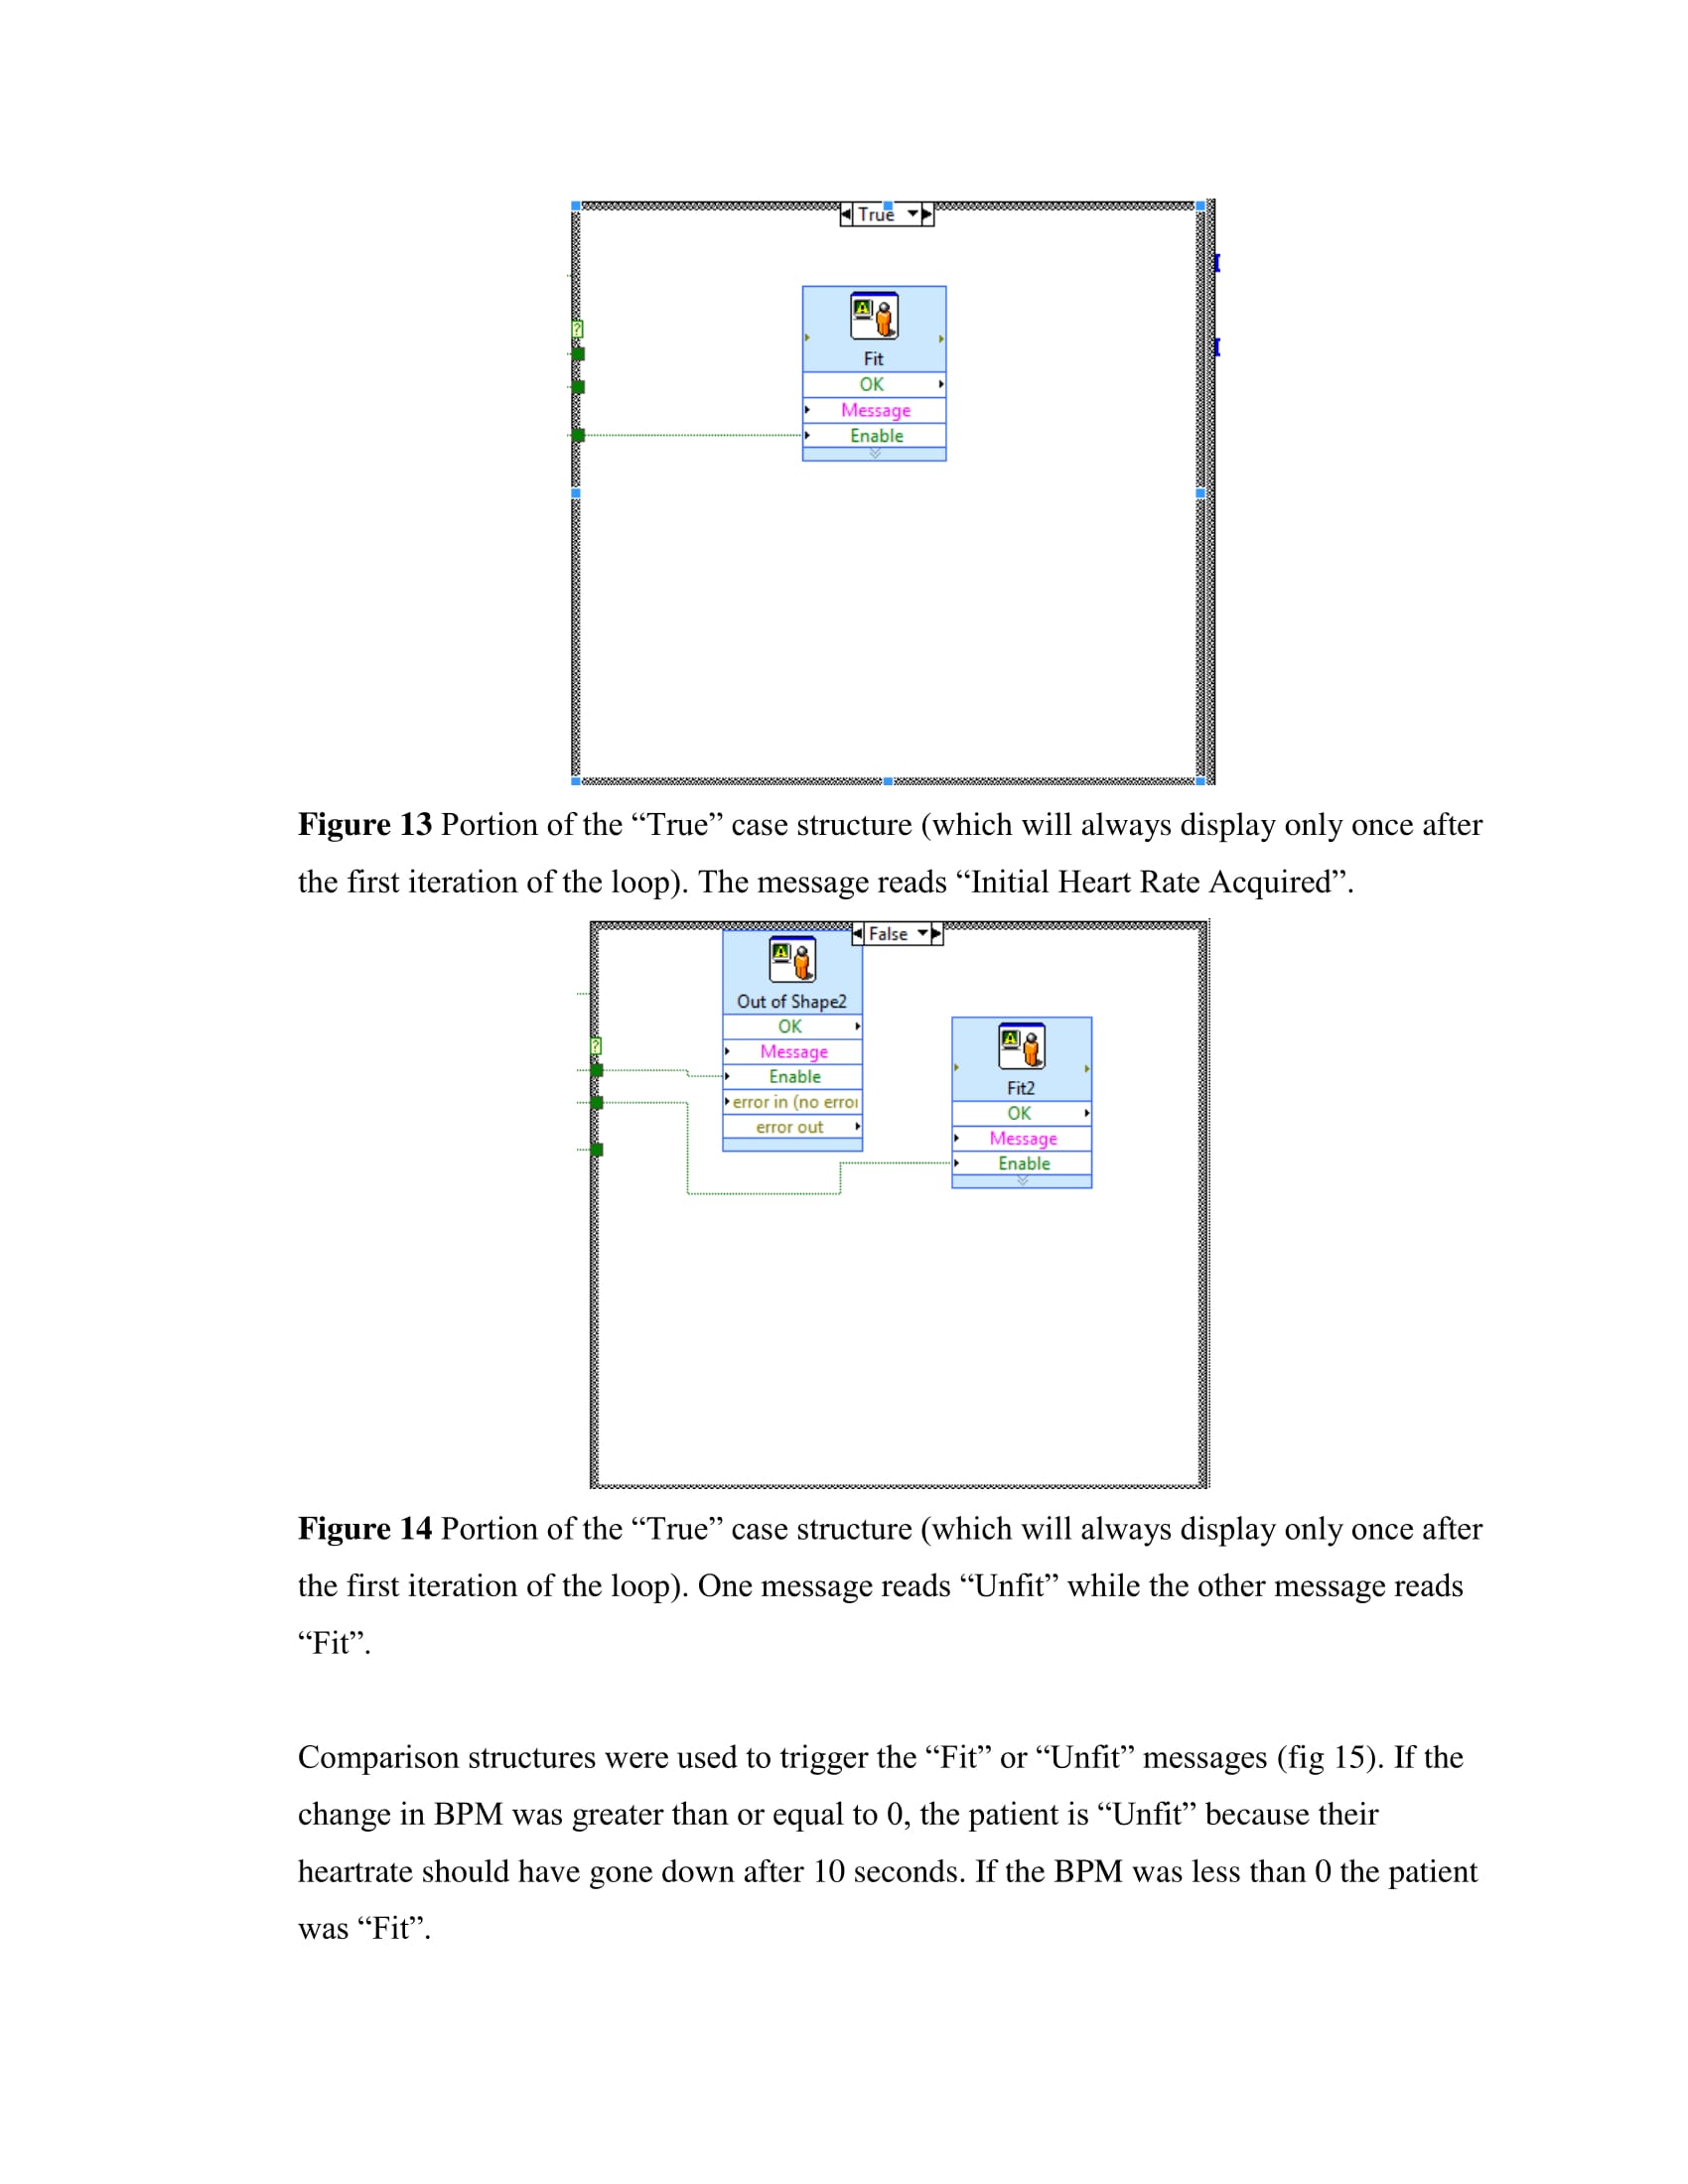 True
?
Fit
OK
Message
Enable
Figure 13 Portion of the “True” case structure (which will always display only once after
the first iteration of the loop). The message reads “Initial Heart Rate Acquired”.
False
?
Out of Shape2
OK
Message
Enable
error in (no error
error out
Fit2
OK
Message
Enable
Figure 14 Portion of the “True” case structure (which will always display only once after
the first iteration of the loop). One message reads “Unfit” while the other message reads
“Fit”.
Comparison structures were used to trigger the “Fit” or “Unfit” messages (fig 15). If the
change in BPM was greater than or equal to 0, the patient is “Unfit” because their
heartrate should have gone down after 10 seconds. If the BPM was less than 0 the patient
was “Fit”.